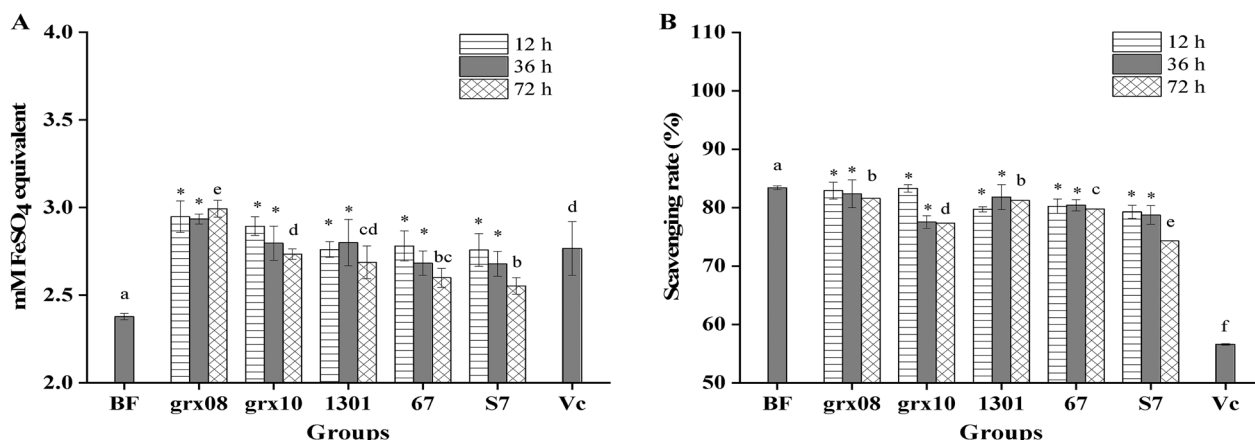 A
mM FeSO4 equivalent
4.0
3.5
3.0
2.5
2.0
12 h
36 h
72 h
a
* * e
* * d
* * cd
* * bc
* * b
d
BF grx08 grx10 1301 67 S7 Vc
Groups
B
Scavenging rate (%)
110
100
90
80
70
60
50
12 h
36 h
72 h
a
* * b
* * d
* * b
* * c
* * e
f
BF grx08 grx10 1301 67 S7 Vc
Groups